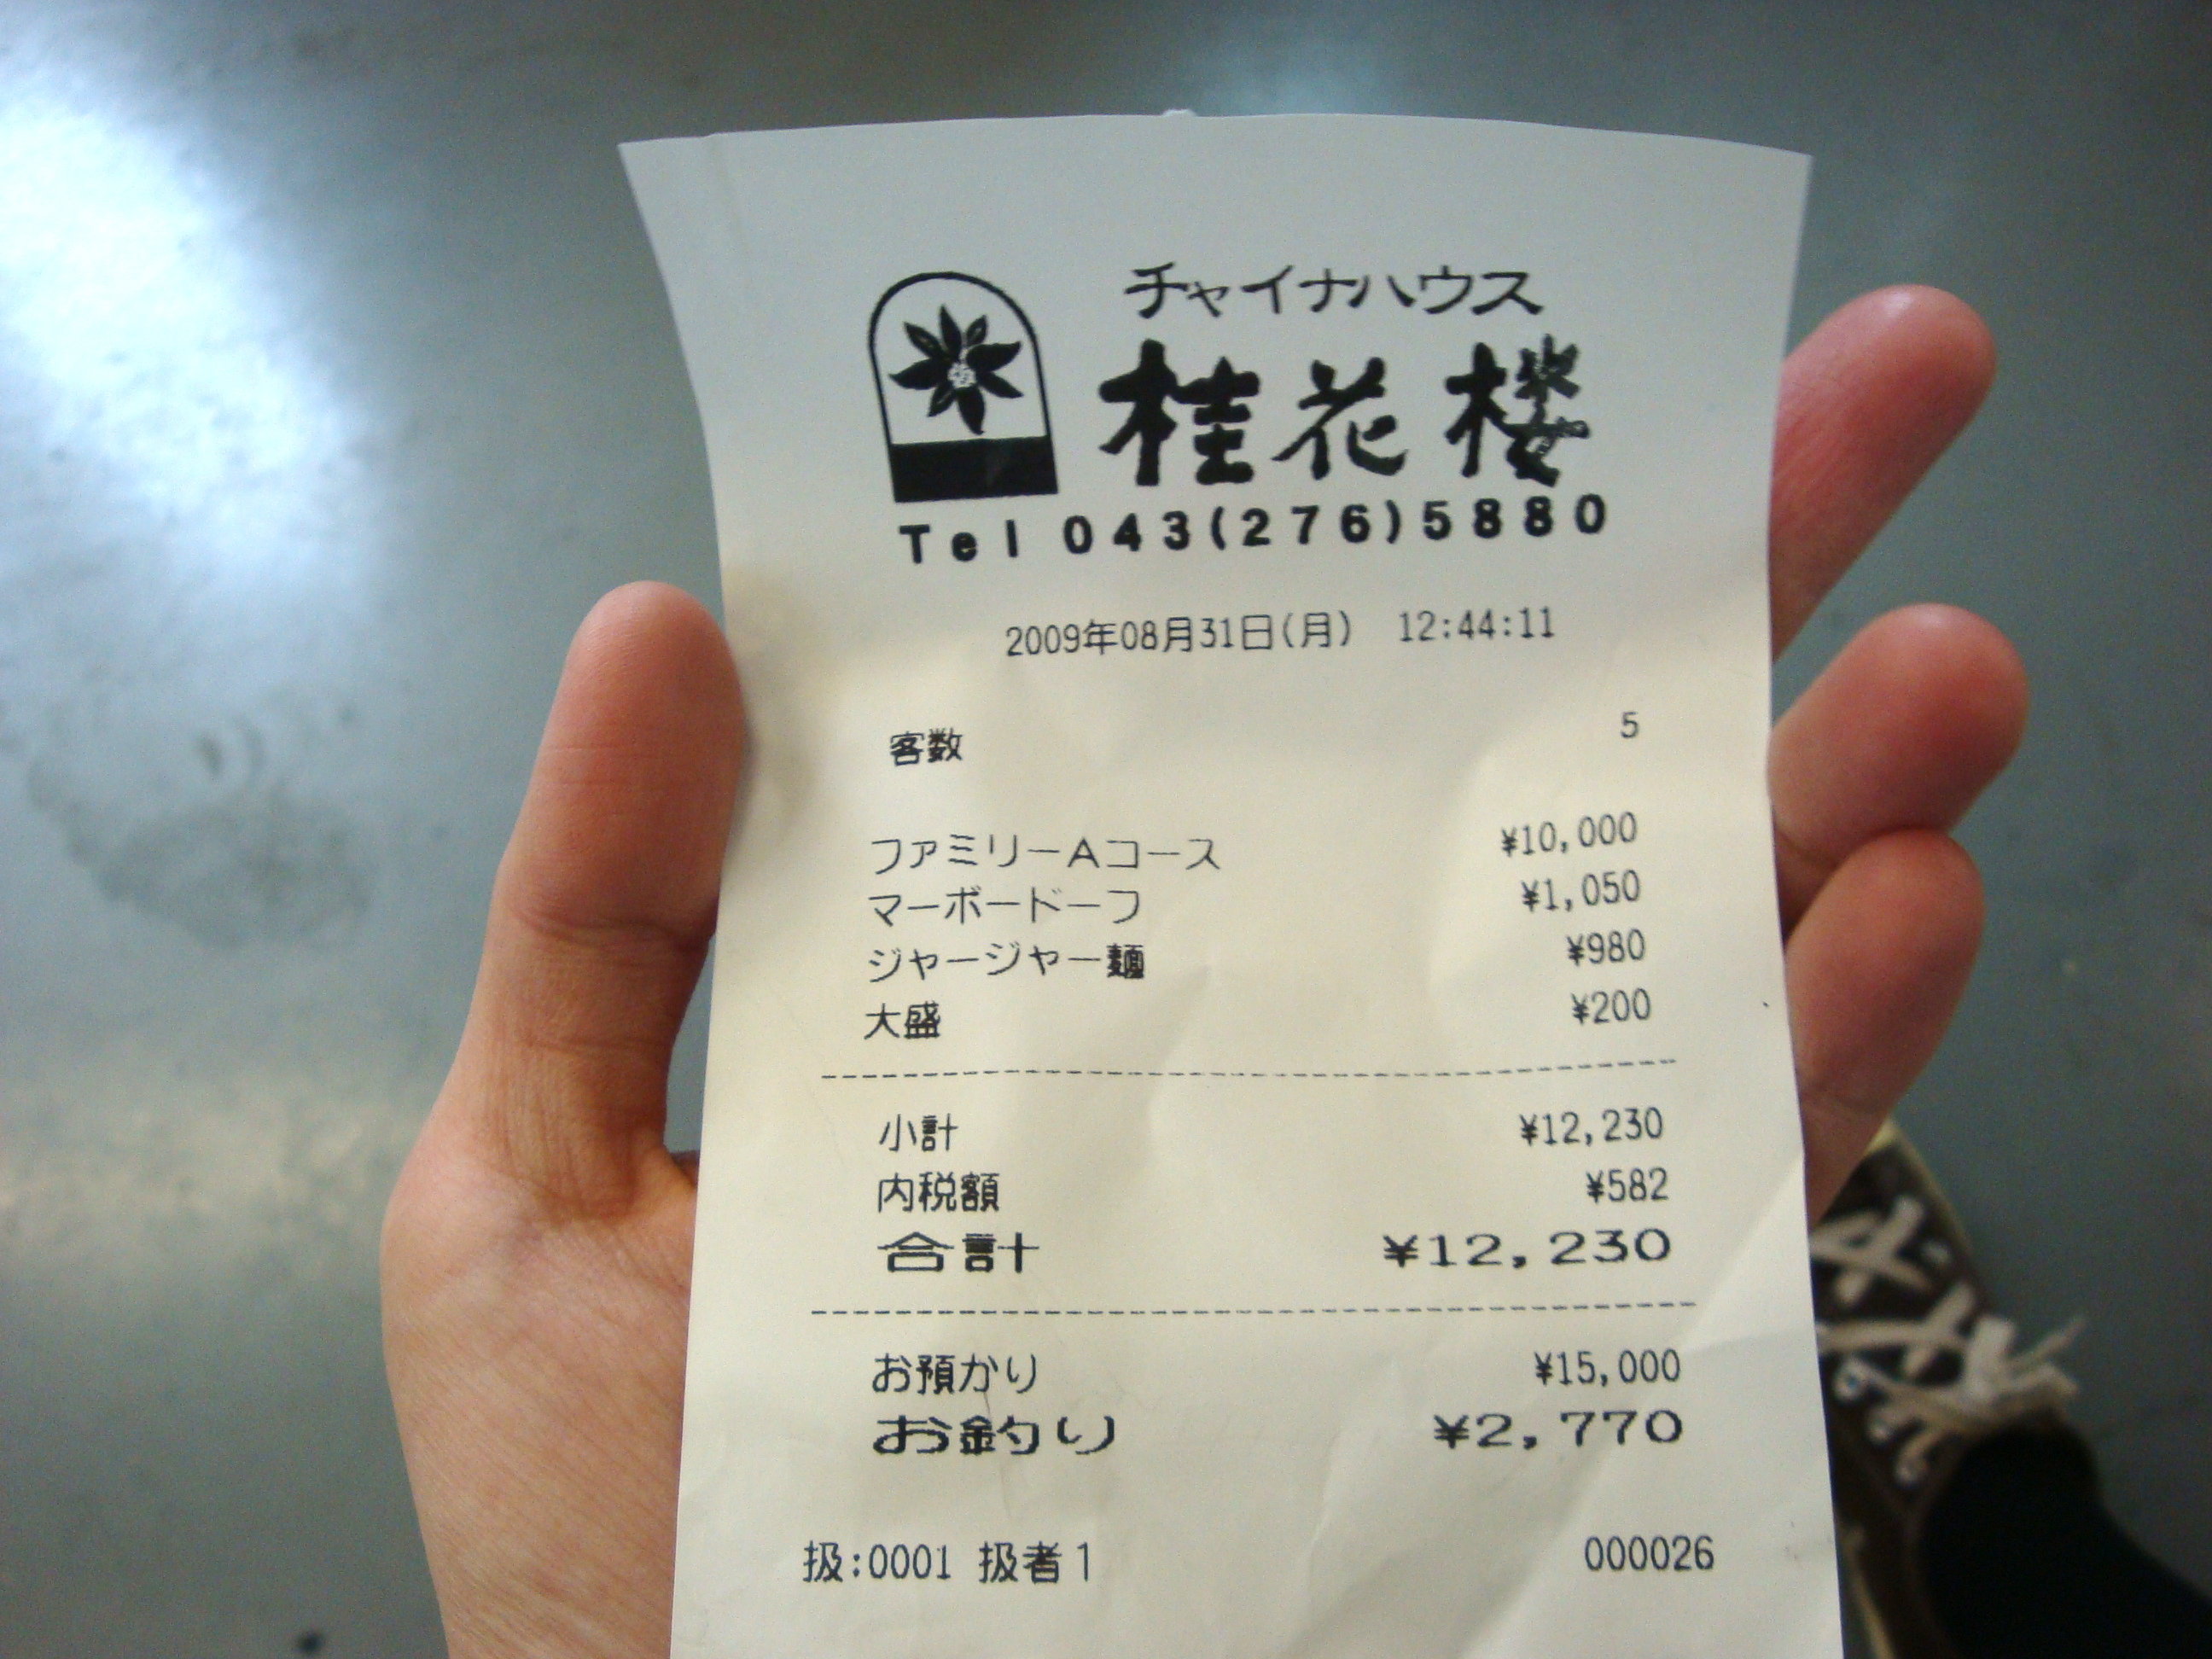 チャイナハウス
桂花楼
Tel 043(276)5880
2009年08月31日(月) 12:44:11
客数 5
ファミリーAコース ¥10,000
マーボードーフ ¥1,050
ジャージャー麺 ¥980
大盛 ¥200
小計 ¥12,230
内税額 ¥582
合計 ¥12,230
お預かり ¥15,000
お釣り ¥2,770
扱:0001 扱者1 000026